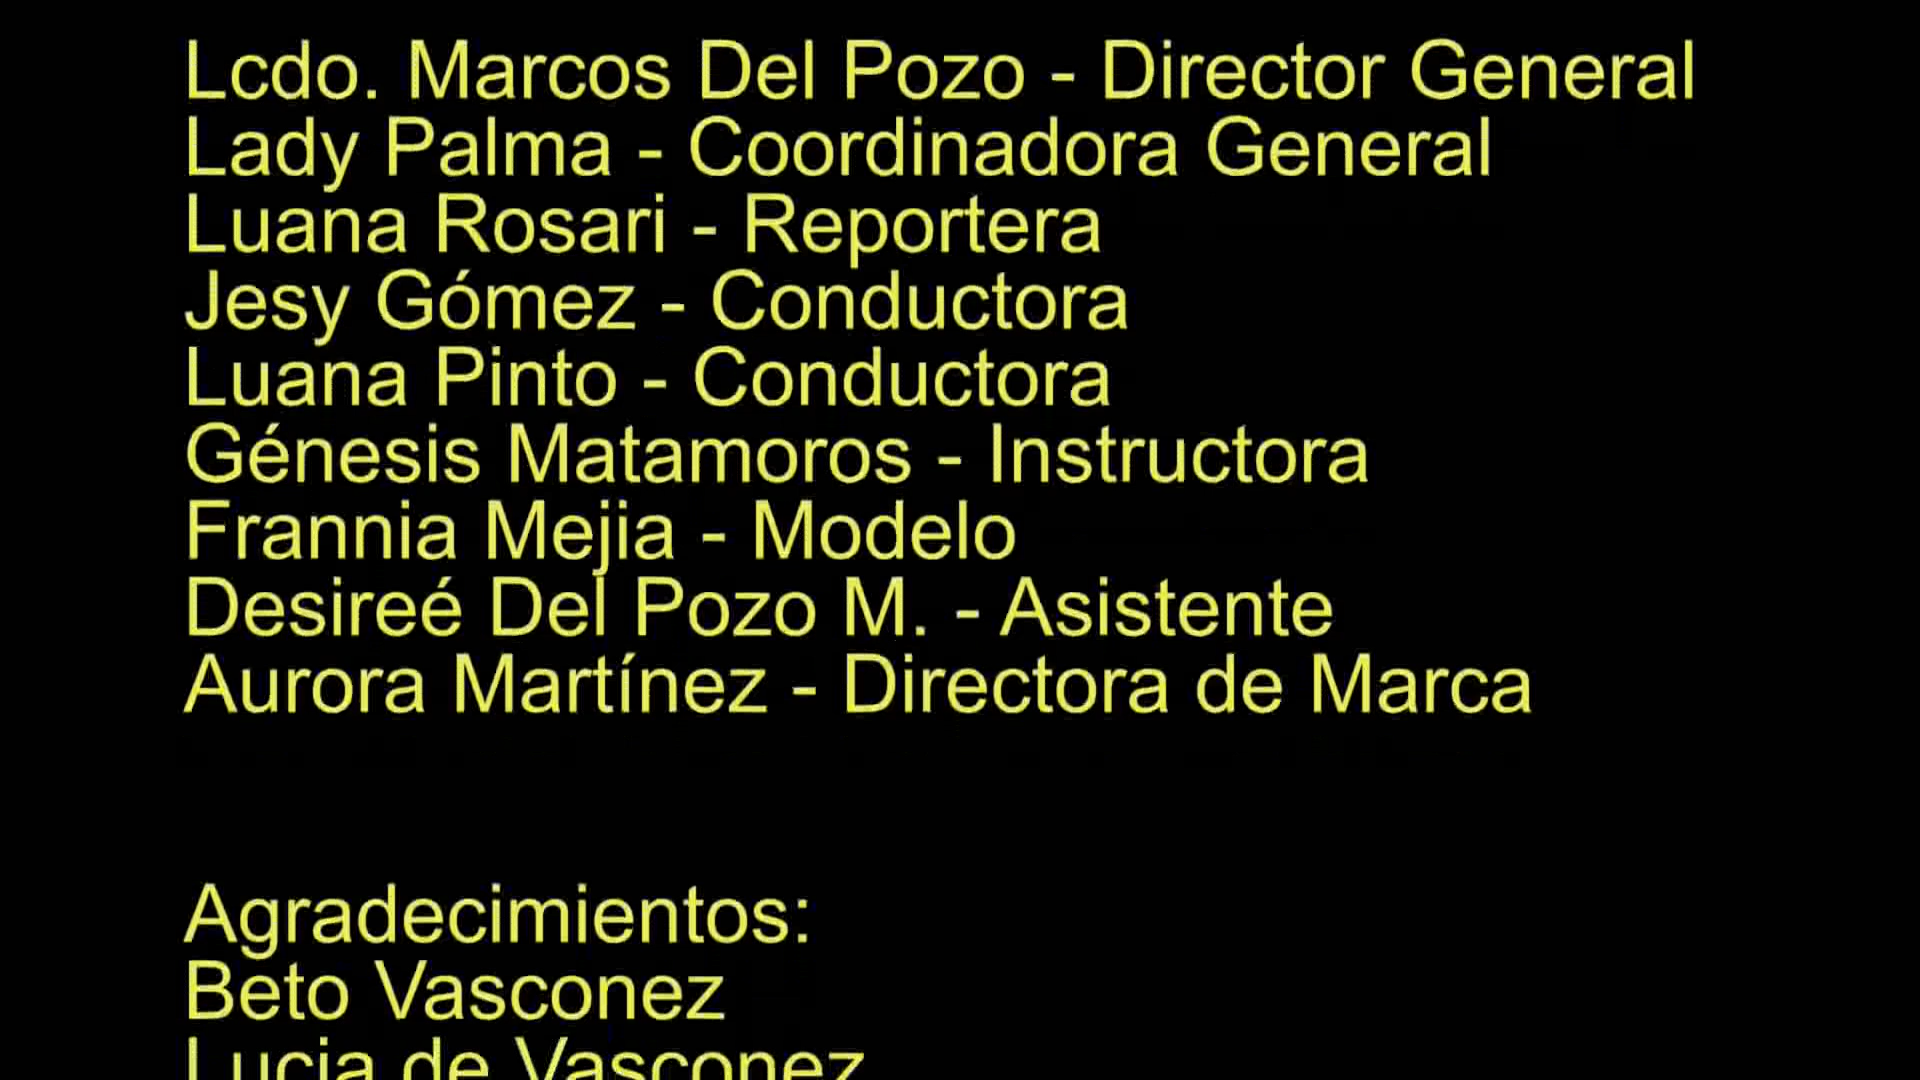 Lcdo. Marcos Del Pozo - Director General
Lady Palma - Coordinadora General
Luana Rosari - Reportera
Jesy Gómez - Conductora
Luana Pinto - Conductora
Génesis Matamoros - Instructora
Frannia Mejia - Modelo
Desireé Del Pozo M. - Asistente
Aurora Martínez - Directora de Marca
Agradecimientos:
Beto Vasconez
Lucia de Vasconez